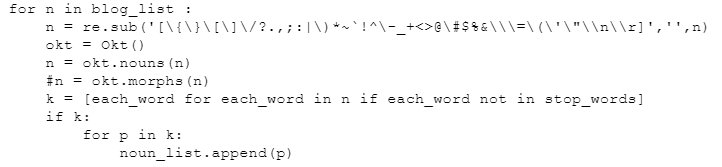 for n in blog_list :
    n = re.sub('[\{\}\[\]\/?.,;:|\)*~`!^\-_+<>@\#$%&\\\=\(\'\"\\n\\r]','',n)
    okt = Okt()
    n = okt.nouns(n)
    #n = okt.morphs(n)
    k = [each_word for each_word in n if each_word not in stop_words]
    if k:
        for p in k:
            noun_list.append(p)